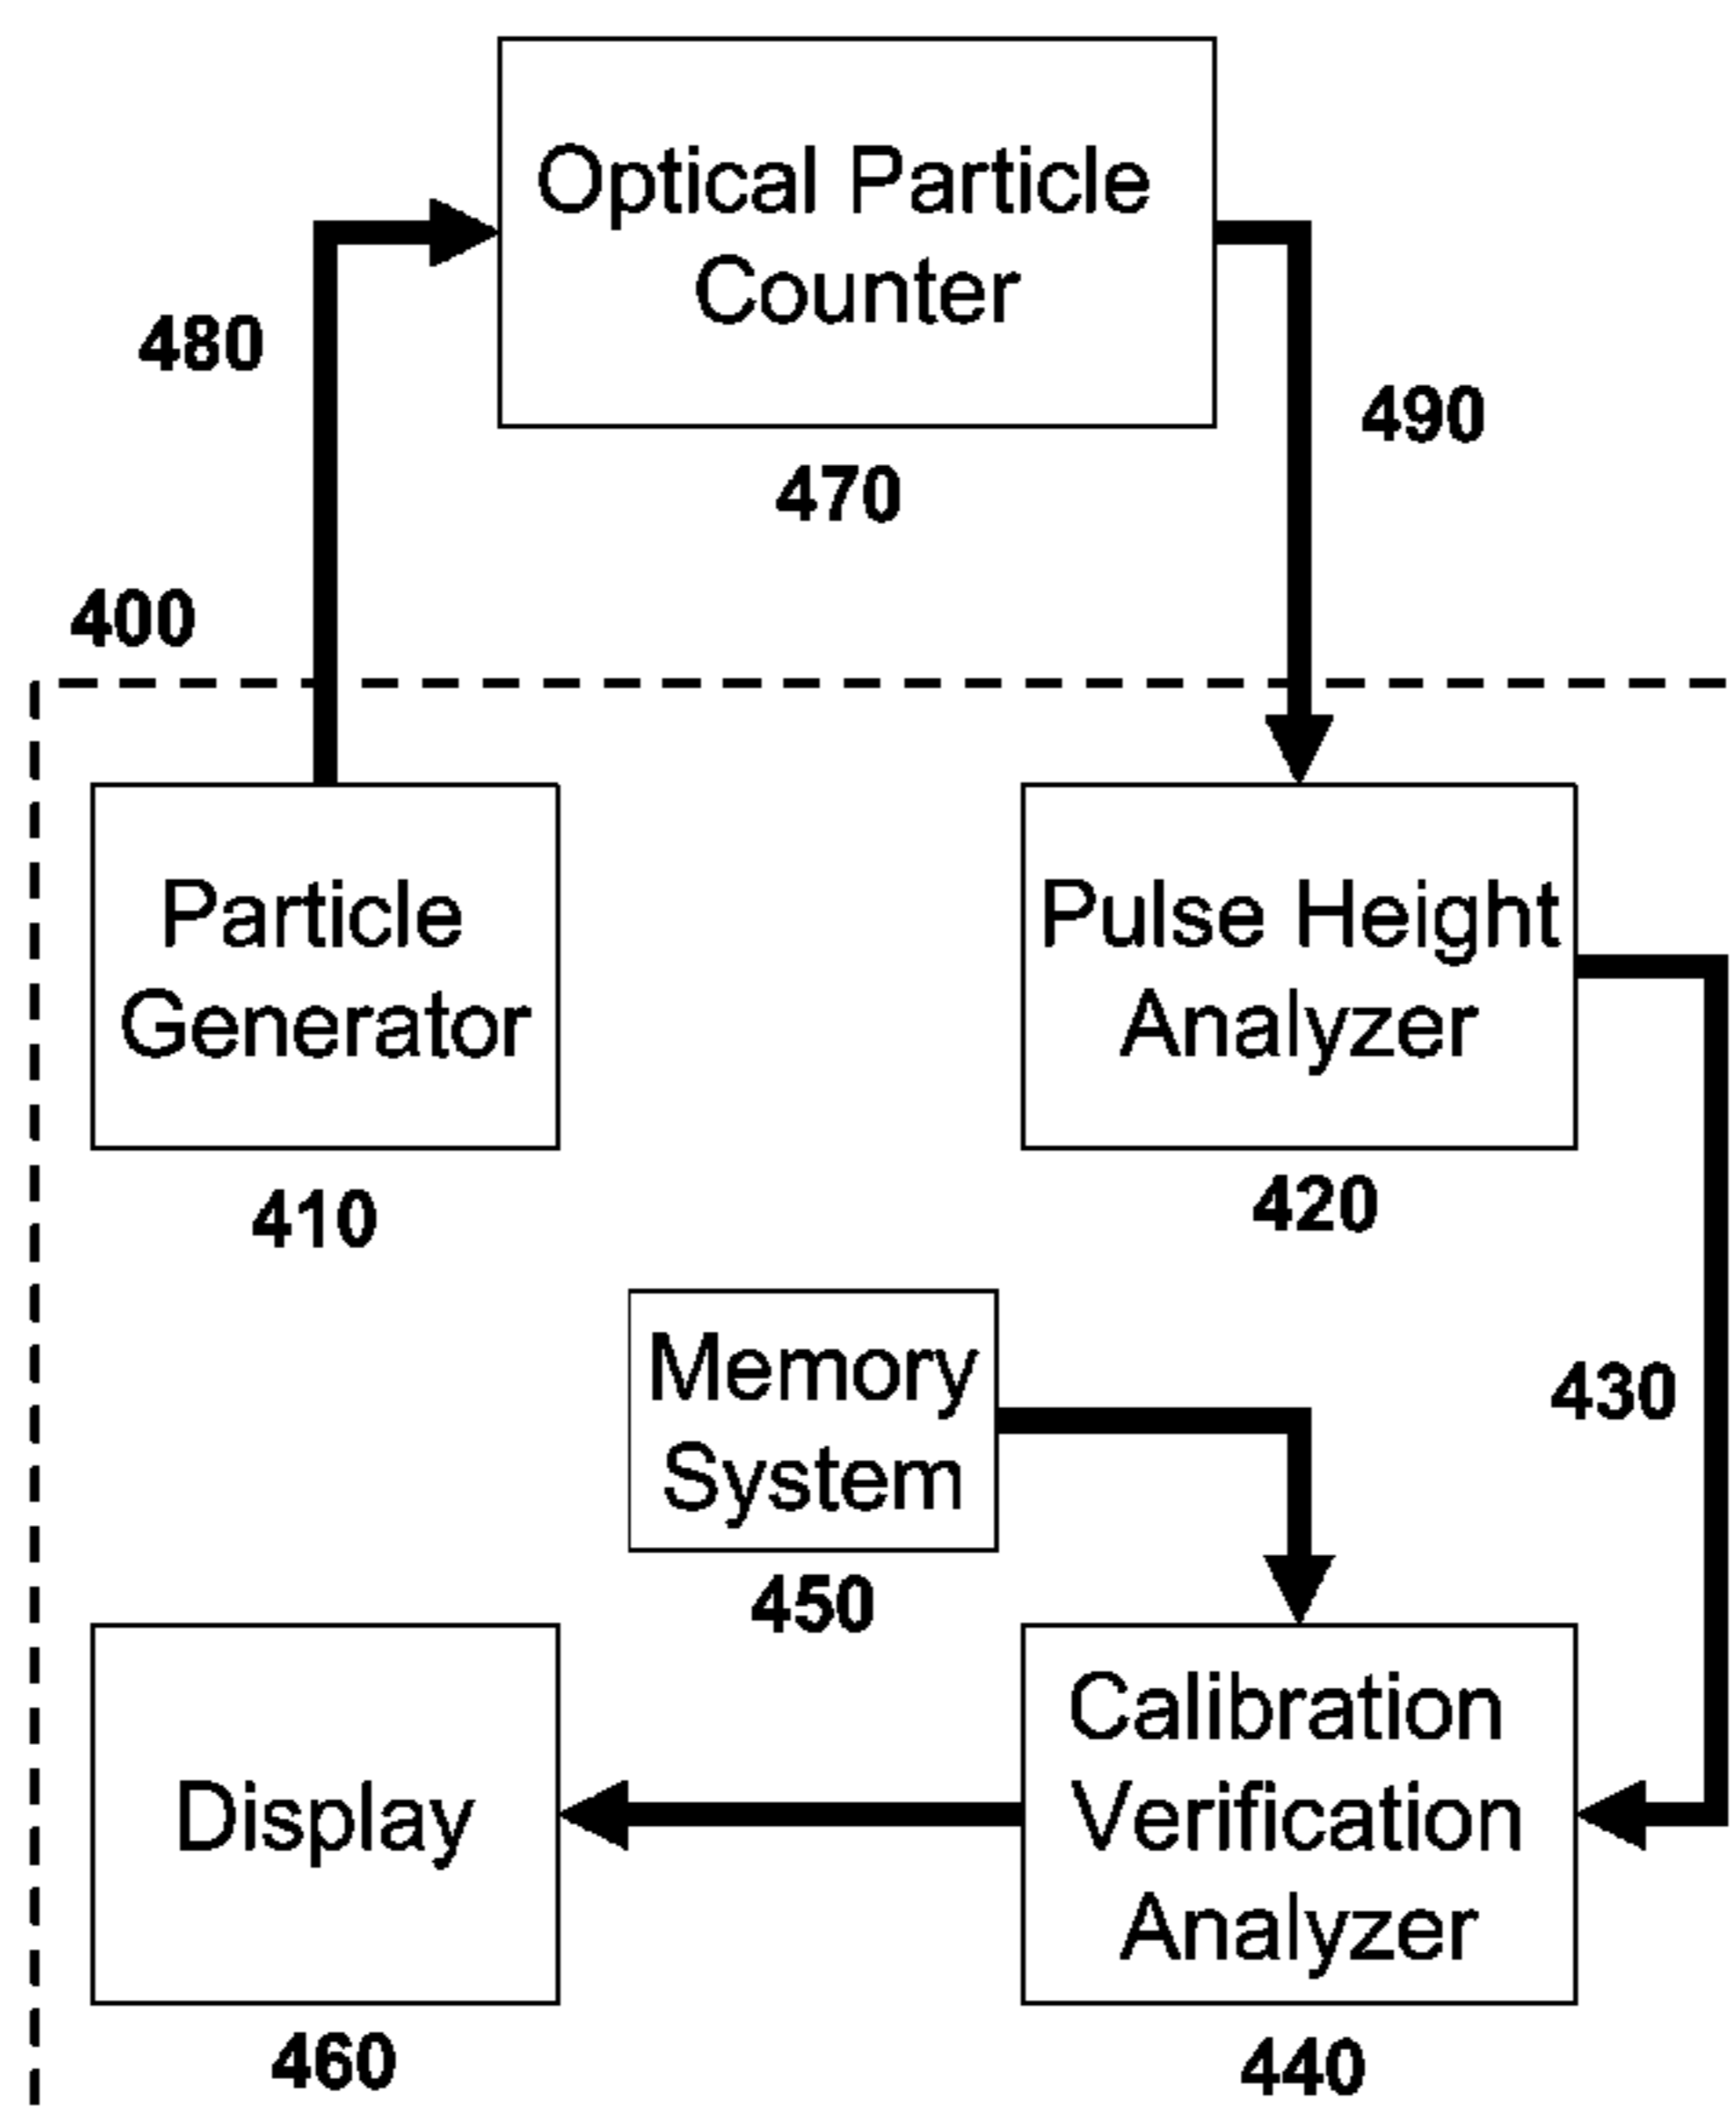 Optical Particle
Counter
480
490
470
400
Particle
Generator
Pulse Height
Analyzer
410
420
Memory
System
430
450
Calibration
Verification
Analyzer
Display
460
440